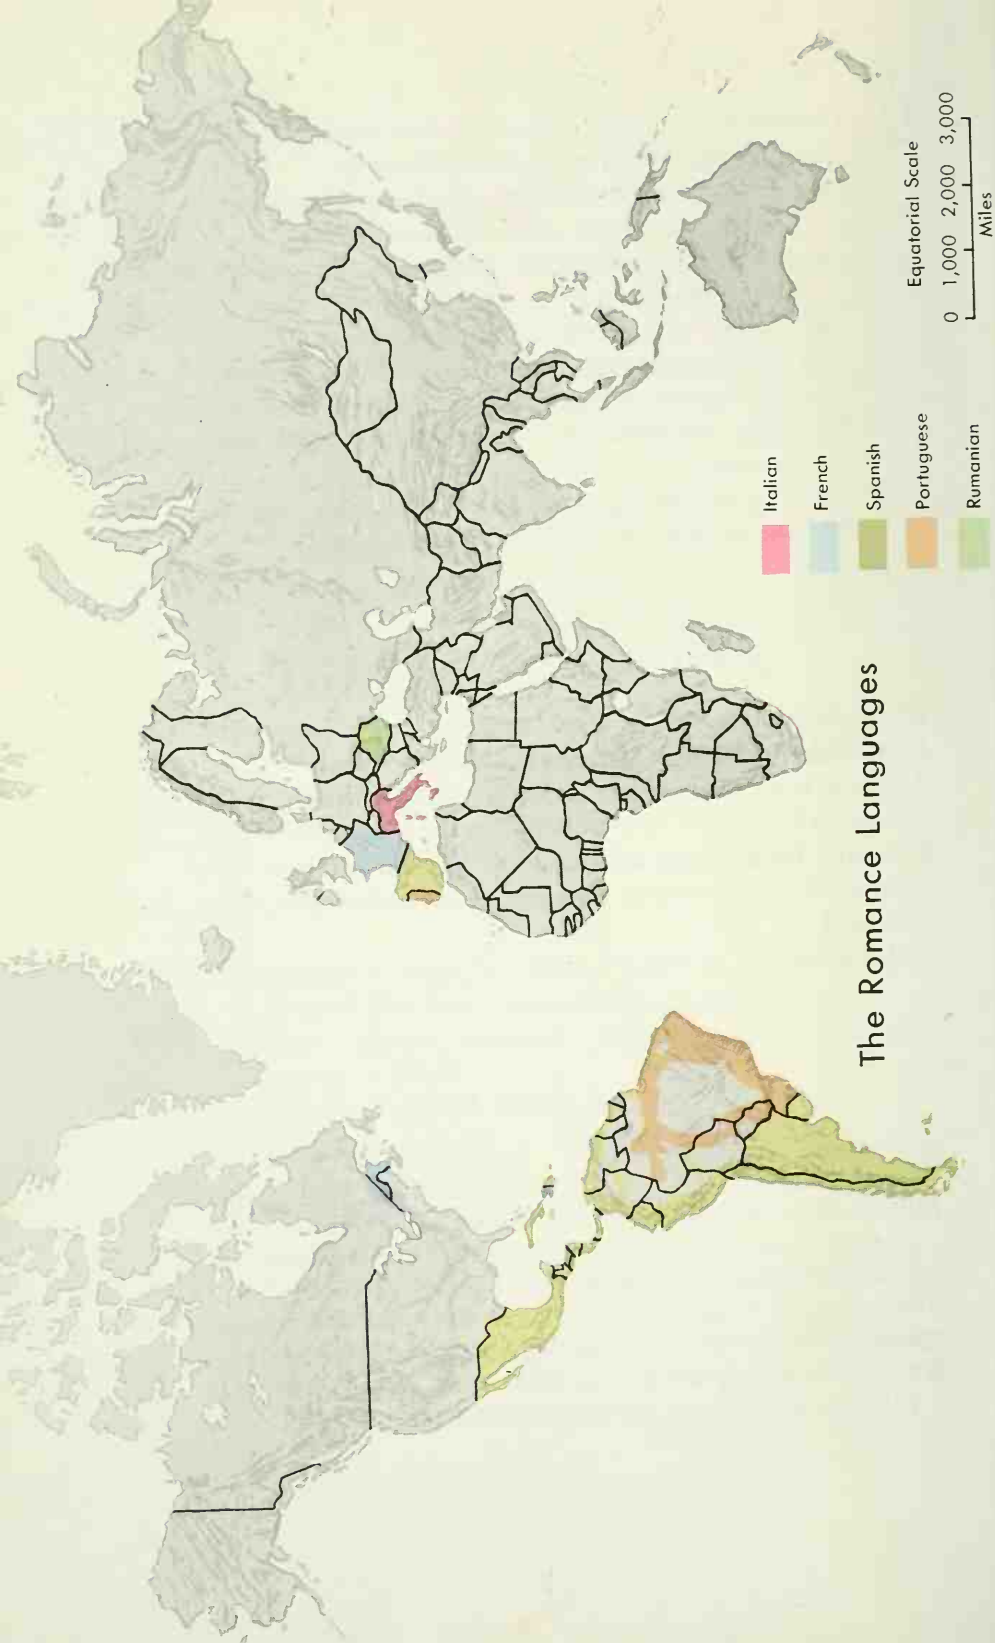 The Romance Languages
Italian
French
Spanish
Portuguese
Rumanian
Equatorial Scale
0 1,000 2,000 3,000
Miles